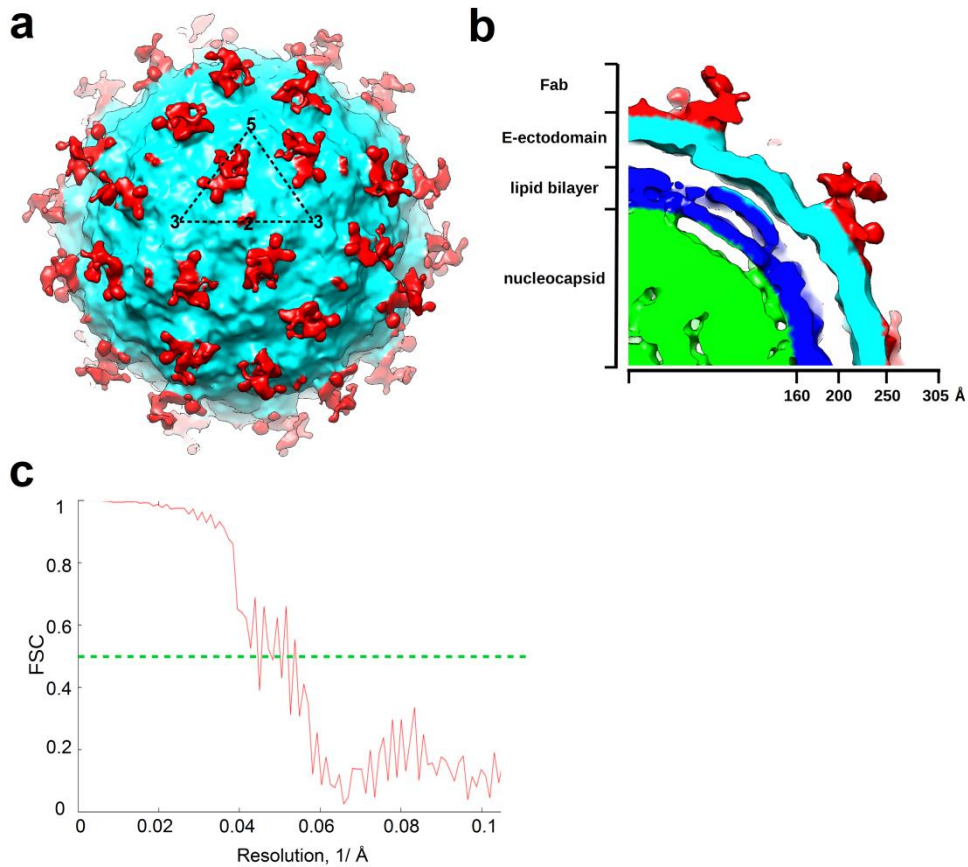 a
5
3 2 3
b
Fab
E-ectodomain
lipid bilayer
nucleocapsid
160 200 250 305 Å
c
1
0.8
0.6
0.4
0.2
0
FSC
0 0.02 0.04 0.06 0.08 0.1
Resolution, 1/ Å